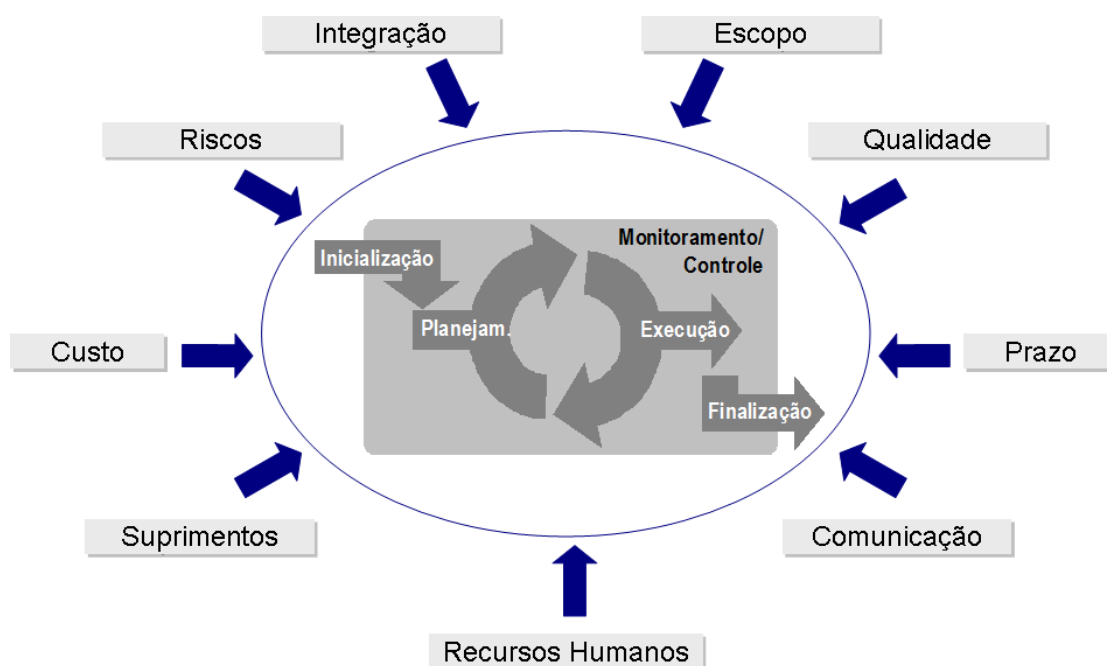 Integração
Escopo
Riscos
Qualidade
Monitoramento/
Controle
Inicialização
Planejam.
Execução
Custo
Prazo
Finalização
Suprimentos
Comunicação
Recursos Humanos